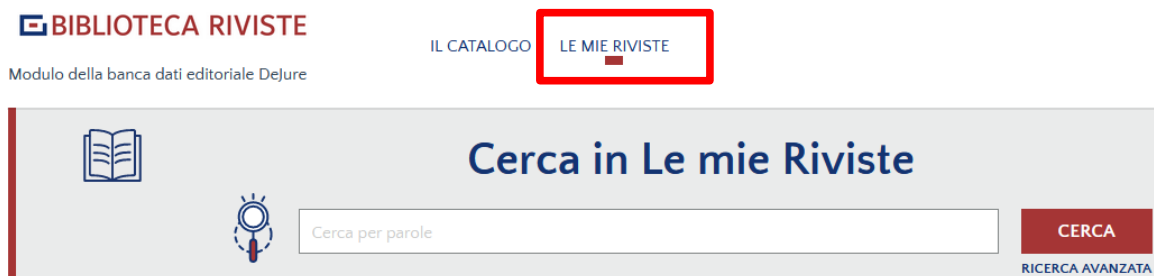 BIBLIOTECA RIVISTE
IL CATALOGO LE MIE RIVISTE
Modulo della banca dati editoriale DeJure
Cerca in Le mie Riviste
Cerca per parole
CERCA
RICERCA AVANZATA